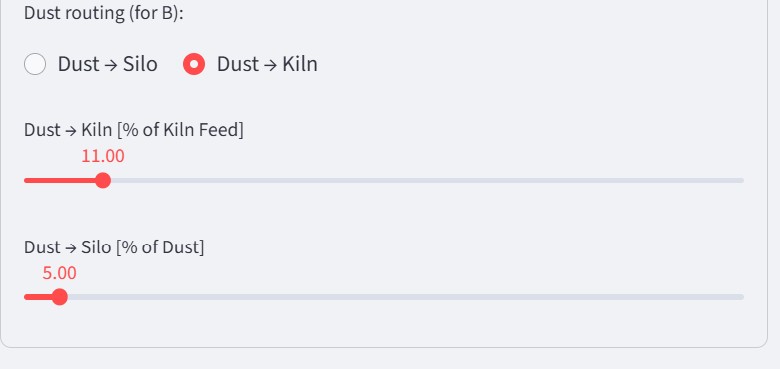 Dust routing (for B):
Dust → Silo Dust → Kiln
Dust → Kiln [% of Kiln Feed]
11.00
Dust → Silo [% of Dust]
5.00